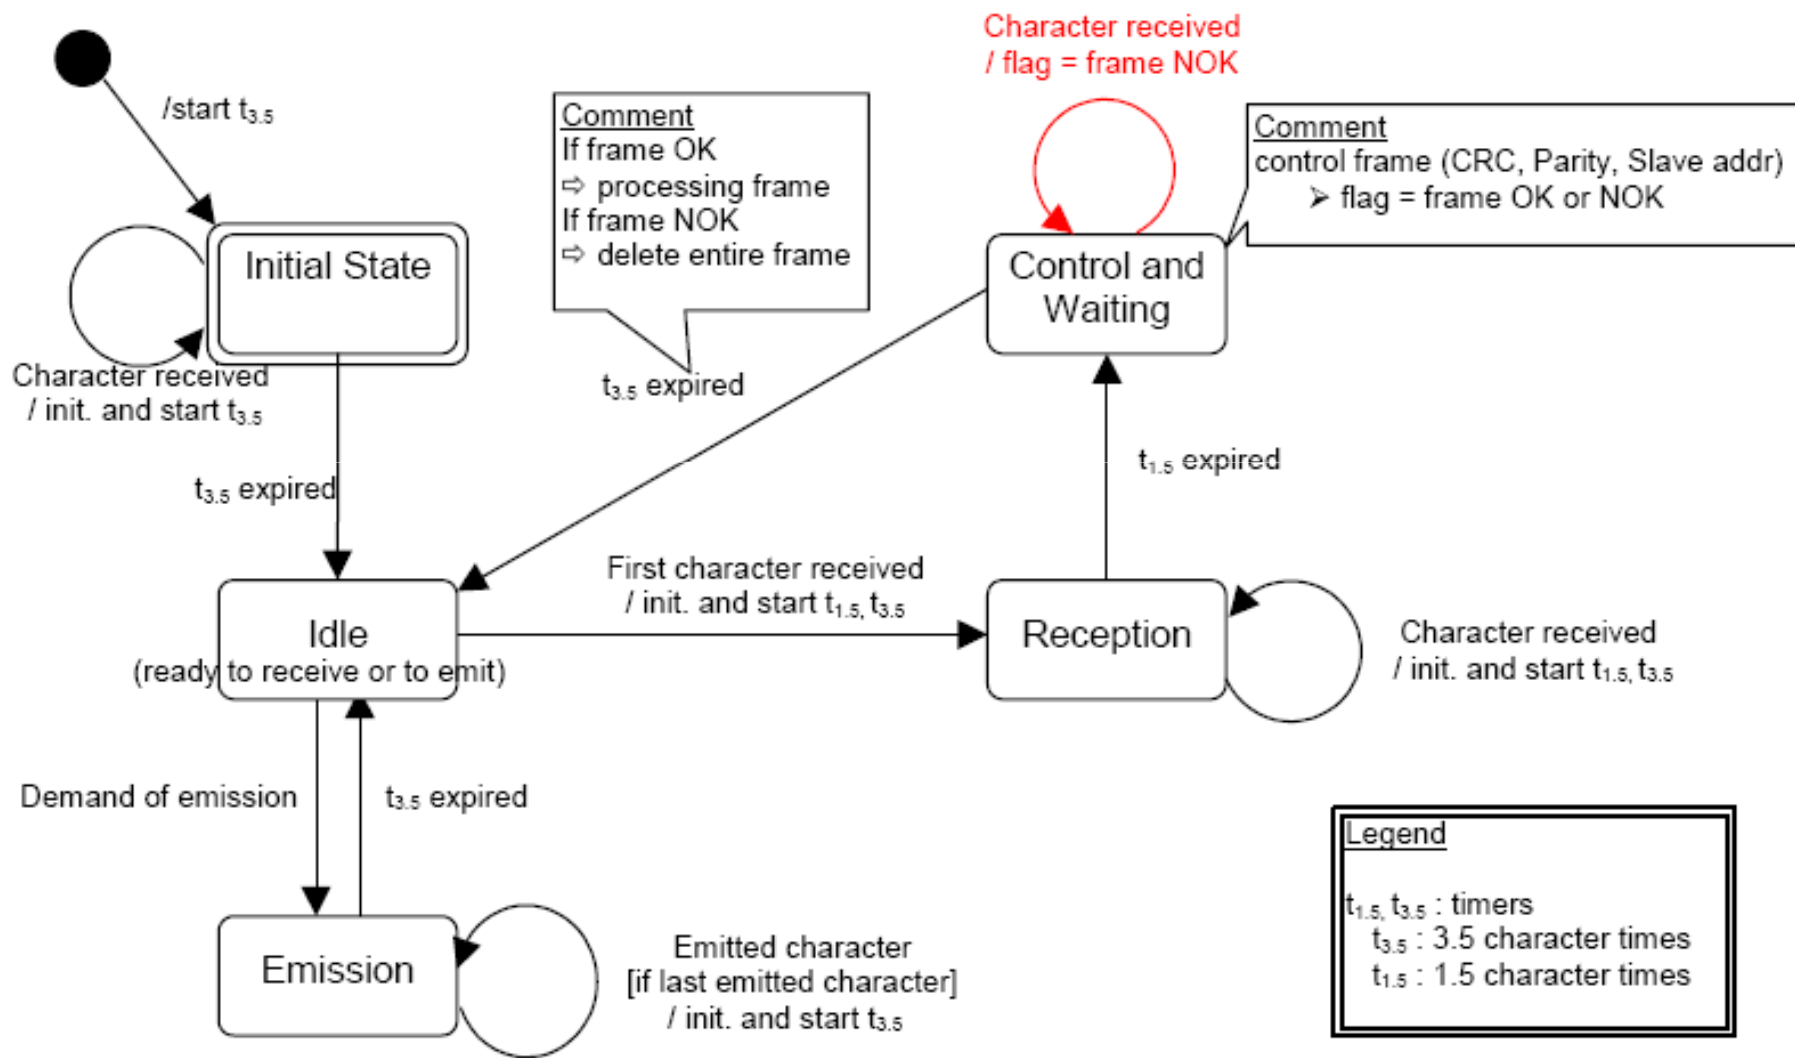 Character received
/ flag = frame NOK
/start t3.5
Comment
If frame OK
⇨ processing frame
If frame NOK
⇨ delete entire frame
Comment
control frame (CRC, Parity, Slave addr)
➢ flag = frame OK or NOK
Initial State
Control and
Waiting
Character received
/ init. and start t3.5
t3.5 expired
t3.5 expired
t1.5 expired
First character received
/ init. and start t1.5, t3.5
Idle
(ready to receive or to emit)
Reception
Character received
/ init. and start t1.5, t3.5
Demand of emission
t3.5 expired
Legend
t1.5, t3.5 : timers
t3.5 : 3.5 character times
t1.5 : 1.5 character times
Emission
Emitted character
[if last emitted character]
/ init. and start t3.5